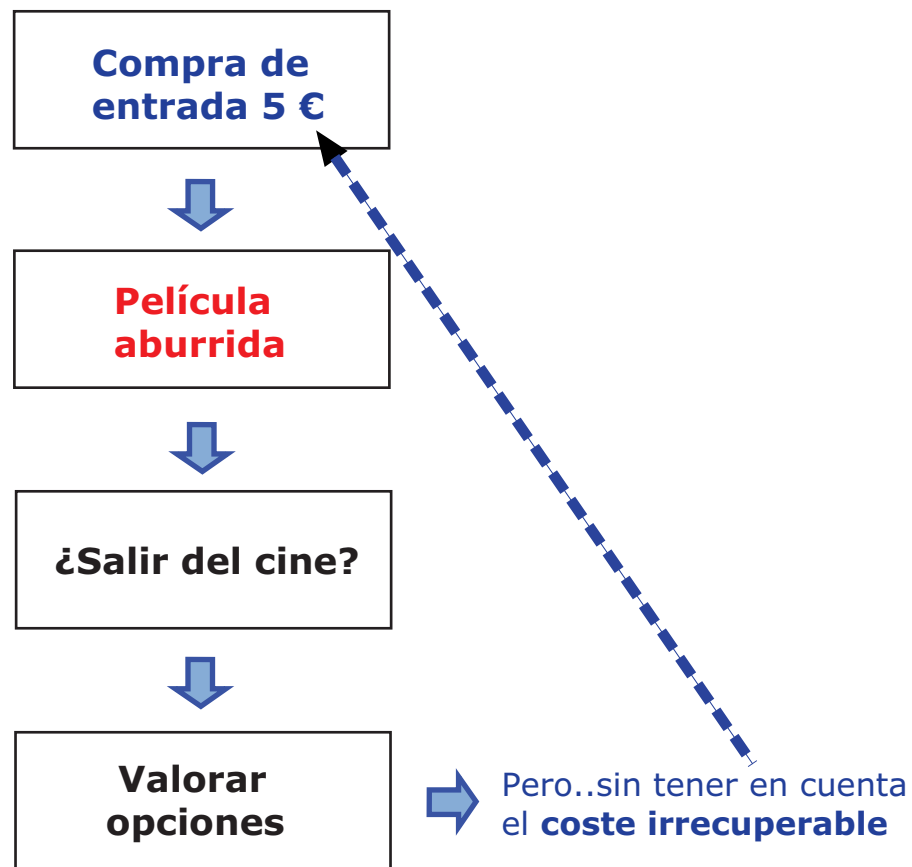 Compra de
entrada 5 €
Película
aburrida
¿Salir del cine?
Valorar
opciones
Pero..sin tener en cuenta
el coste irrecuperable